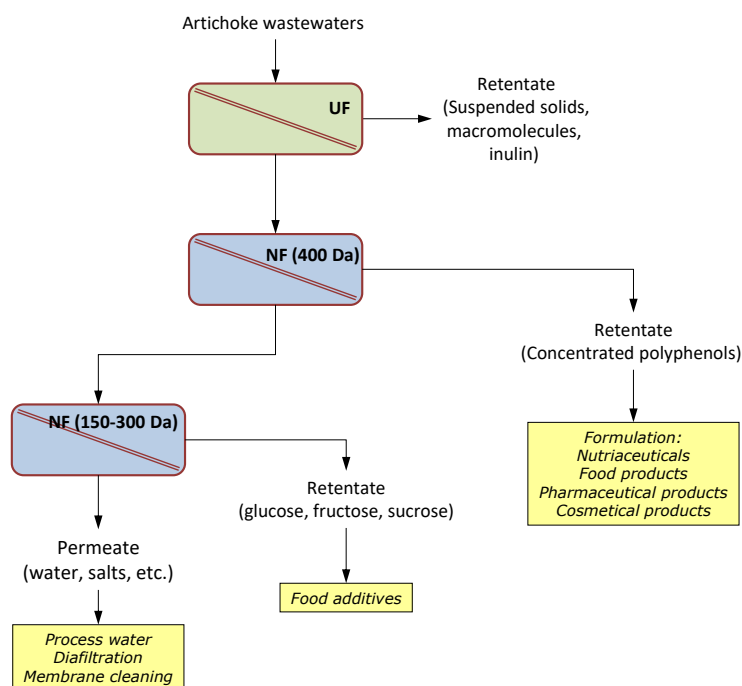 Artichoke wastewaters
UF
Retentate
(Suspended solids,
macromolecules,
inulin)
NF (400 Da)
Retentate
(Concentrated polyphenols)
NF (150-300 Da)
Formulation:
Nutriaceuticals
Food products
Pharmaceutical products
Cosmetical products
Retentate
(glucose, fructose, sucrose)
Permeate
(water, salts, etc.)
Food additives
Process water
Diafiltration
Membrane cleaning